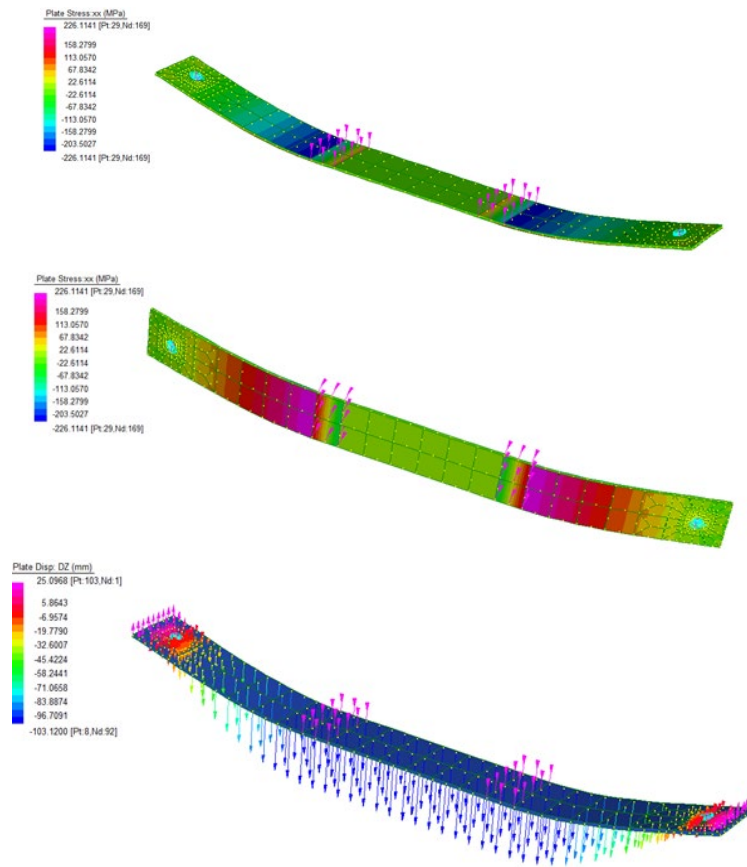 Plate Stress:xx (MPa)
226.1141 [Pt:29,Nd:169]
158.2799
113.0570
67.8342
22.6114
-67.8342
-113.0570
-158.2799
-203.5027
-226.1141 [Pt:29,Nd:169]
Plate Stress:xx (MPa)
226.1141 [Pt:29,Nd:169]
158.2799
113.0570
67.8342
22.6114
-67.8342
-113.0570
-158.2799
-203.5027
-226.1141 [Pt:29,Nd:169]
Plate Disp: DZ (mm)
25.0968 [Pt:103,Nd:1]
5.8643
-6.9574
-19.7790
-32.6007
-45.4224
-58.2441
-71.0658
-83.8874
-96.7091
-103.1200 [Pt:8,Nd:92]